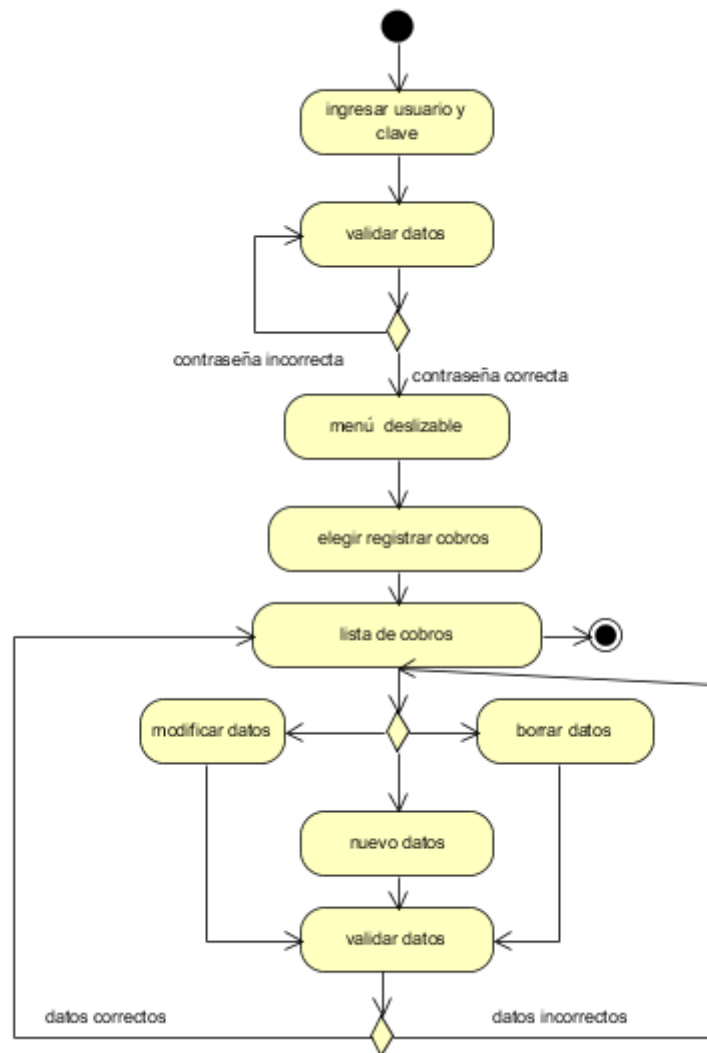 ingresar usuario y
clave
validar datos
contraseña incorrecta
contraseña correcta
menú deslizable
elegir registrar cobros
lista de cobros
modificar datos
borrar datos
nuevo datos
validar datos
datos correctos
datos incorrectos